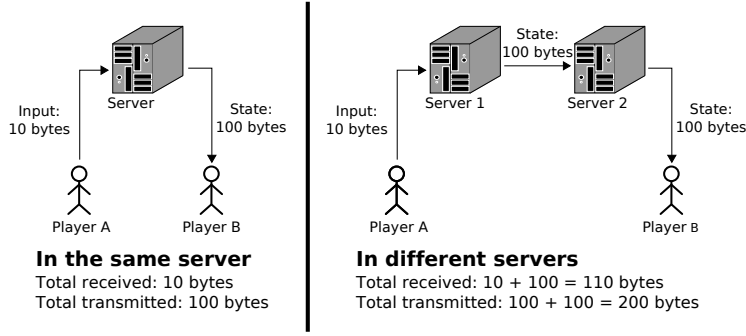 Server
Input:
10 bytes
State:
100 bytes
Player A
Player B
In the same server
Total received: 10 bytes
Total transmitted: 100 bytes
State:
100 bytes
Server 1
Server 2
Input:
10 bytes
State:
100 bytes
Player A
Player B
In different servers
Total received: 10 + 100 = 110 bytes
Total transmitted: 100 + 100 = 200 bytes